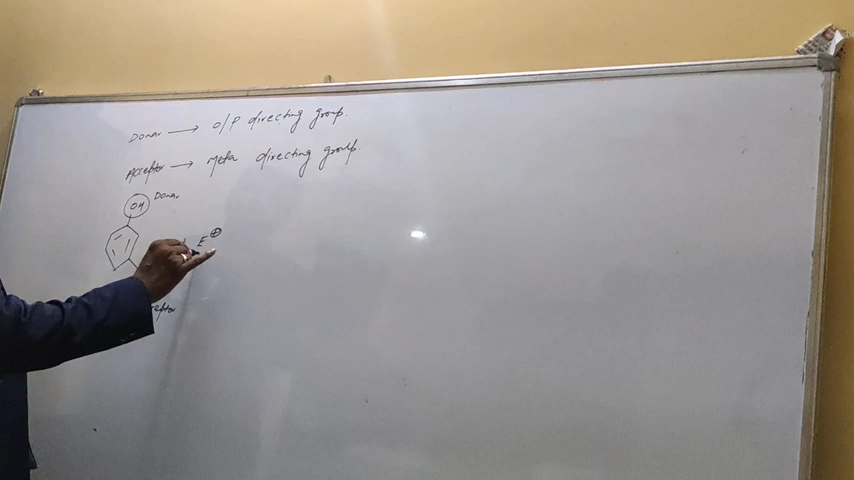 Donar → O/P directing group.
Acceptor → Meta directing group.
OH Donar
E⊕